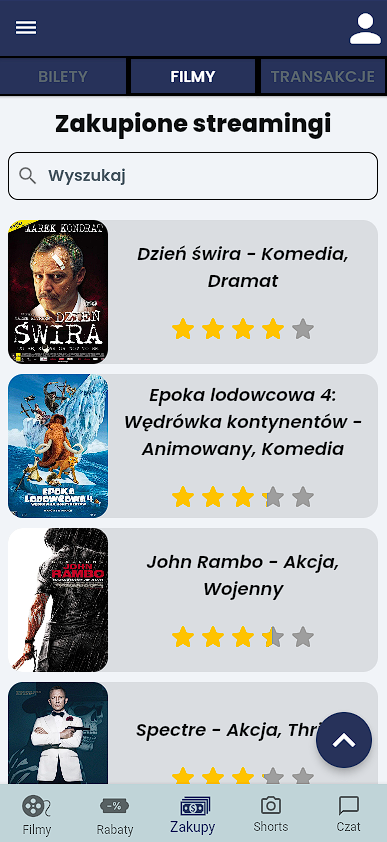 BILETY
FILMY
TRANSAKCJE
Zakupione streamingi
Wyszukaj
MAREK KONDRAT
DZIEŃ
ŚWIRA
Dzień świra - Komedia,
Dramat
EPOKA
LODOWCOWA 4
Epoka lodowcowa 4:
Wędrówka kontynentów -
Animowany, Komedia
JOHN
RAMBO
John Rambo - Akcja,
Wojenny
Spectre - Akcja, Thri
-%
$
Filmy
Rabaty
Zakupy
Shorts
Czat